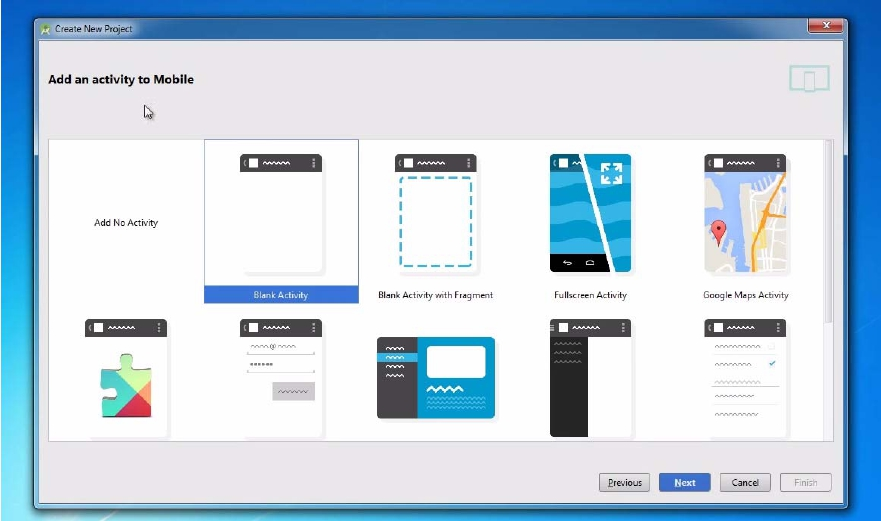 Create New Project
Add an activity to Mobile
Add No Activity
Blank Activity
Blank Activity with Fragment
Fullscreen Activity
Google Maps Activity
Previous
Next
Cancel
Finish